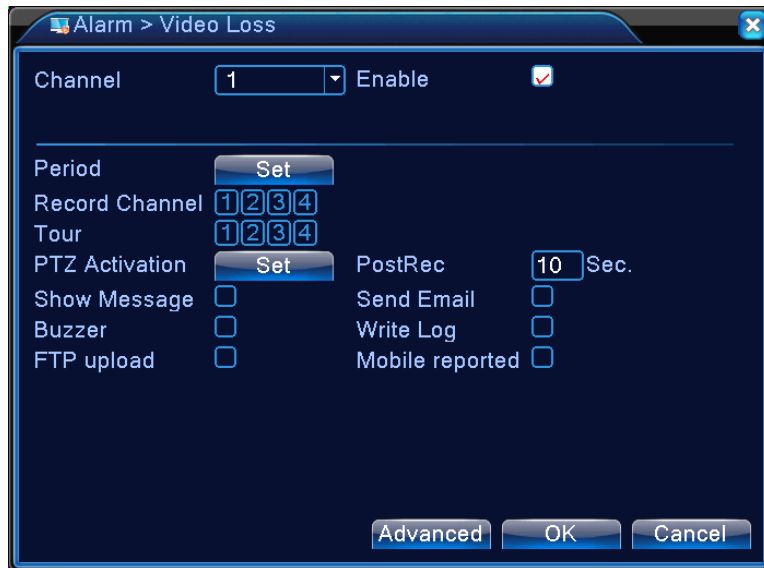 Alarm > Video Loss
Channel 1 Enable
Period Set
Record Channel 1 2 3 4
Tour 1 2 3 4
PTZ Activation Set PostRec 10 Sec.
Show Message Send Email
Buzzer Write Log
FTP upload Mobile reported
Advanced OK Cancel